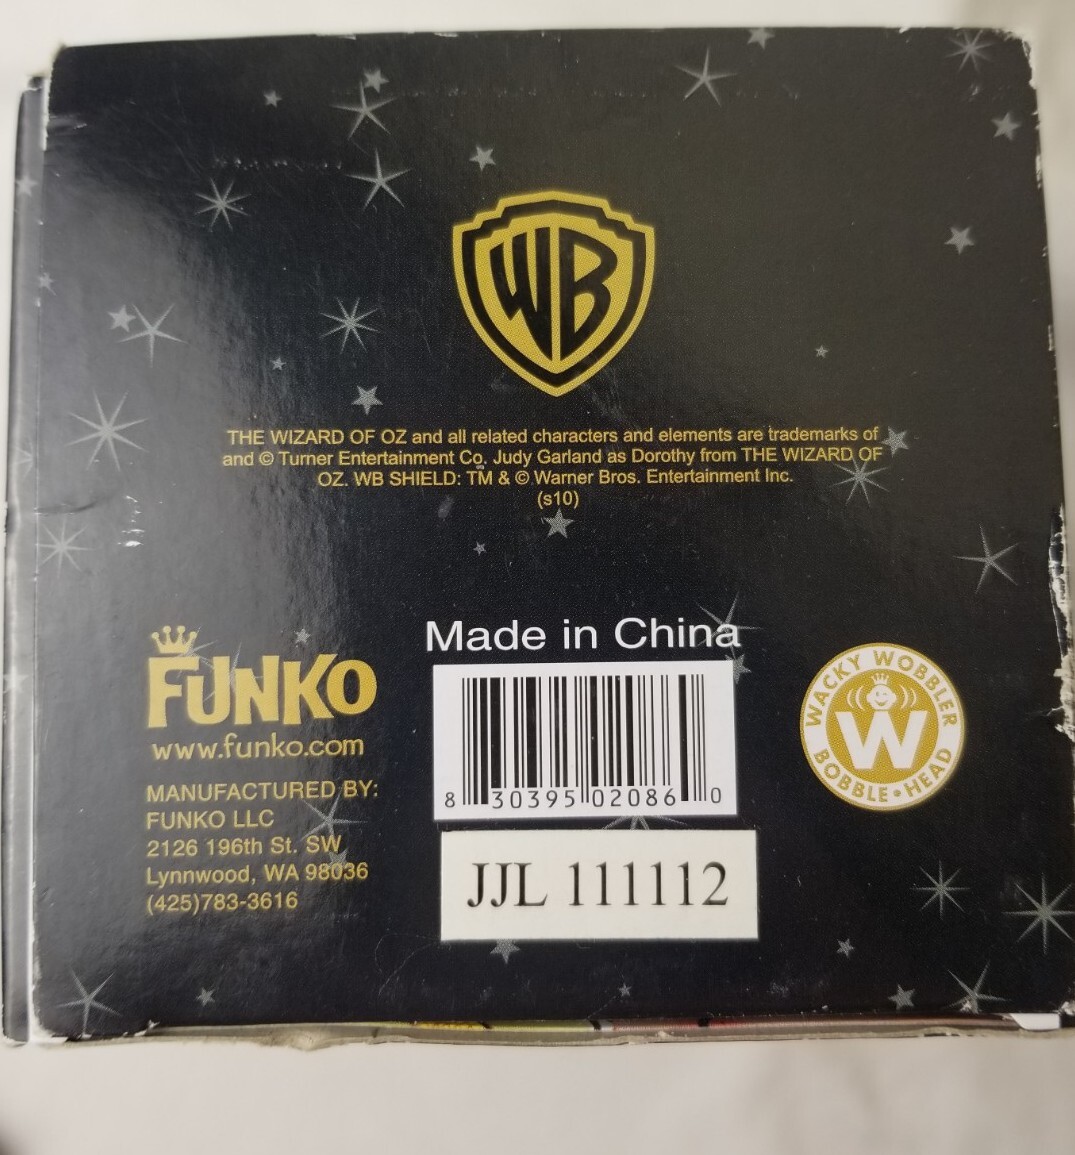 WB
THE WIZARD OF OZ and all related characters and elements are trademarks of
and © Turner Entertainment Co. Judy Garland as Dorothy from THE WIZARD OF
OZ. WB SHIELD: TM & © Warner Bros. Entertainment Inc.
(s10)
FUNKO
www.funko.com
MANUFACTURED BY:
FUNKO LLC
2126 196th St. SW
Lynnwood, WA 98036
(425)783-3616
Made in China
8 30395 02086 0
JJL 111112
WACKY WOBBLER
W
BOBBLE • HEAD